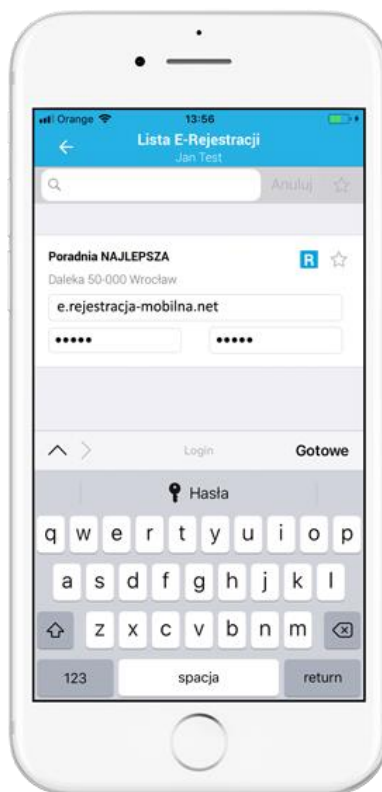 Orange 13:56
Lista E-Rejestracji
Jan Test
Anuluj
Poradnia NAJLEPSZA R
Daleka 50-000 Wrocław
e.rejestracja-mobilna.net
••••• •••••
Login Gotowe
Hasła
q w e r t y u i o p
a s d f g h j k l
z x c v b n m
123 spacja return